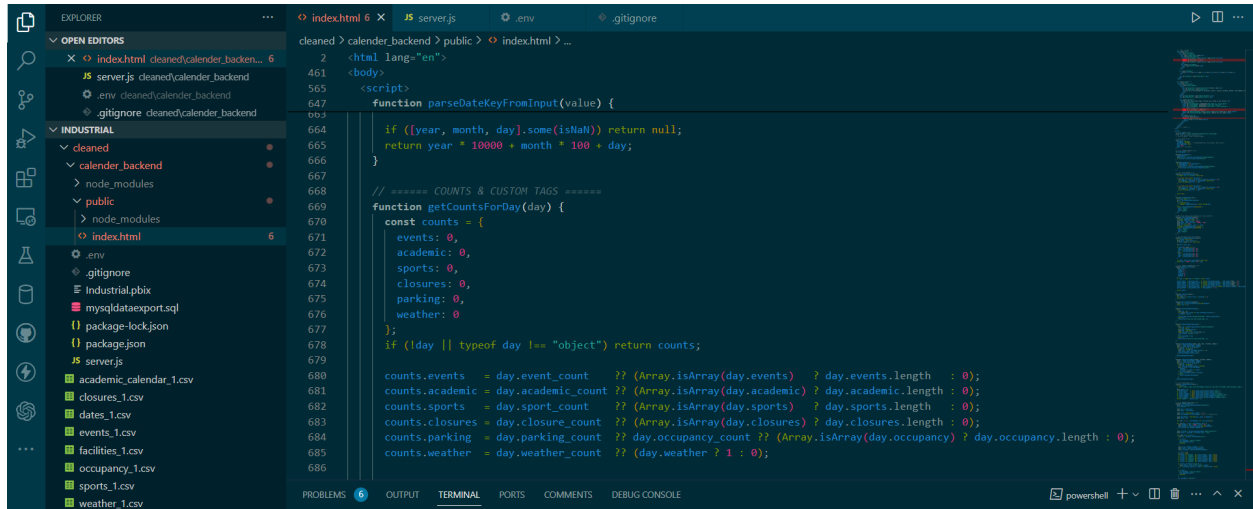 EXPLORER
OPEN EDITORS
index.html cleaned\calender_backen... 6
JS server.js cleaned\calender_backend
.env cleaned\calender_backend
.gitignore cleaned\calender_backend
INDUSTRIAL
cleaned
calender_backend
node_modules
public
node_modules
index.html 6
.env
.gitignore
Industrial.pbix
mysqldataexport.sql
{} package-lock.json
{} package.json
JS server.js
academic_calendar_1.csv
closures_1.csv
dates_1.csv
events_1.csv
facilities_1.csv
occupancy_1.csv
sports_1.csv
weather_1.csv
index.html 6 JS server.js .env .gitignore
cleaned > calender_backend > public > index.html > ...
2 <html lang="en">
461 <body>
565 <script>
647 function parseDateKeyFromInput(value) {
663
664 if ([year, month, day].some(isNaN)) return null;
665 return year * 10000 + month * 100 + day;
666 }
667
668 // ====== COUNTS & CUSTOM TAGS ======
669 function getCountsForDay(day) {
670 const counts = {
671 events: 0,
672 academic: 0,
673 sports: 0,
674 closures: 0,
675 parking: 0,
676 weather: 0
677 };
678 if (!day || typeof day !== "object") return counts;
679
680 counts.events = day.event_count ?? (Array.isArray(day.events) ? day.events.length : 0);
681 counts.academic = day.academic_count ?? (Array.isArray(day.academic) ? day.academic.length : 0);
682 counts.sports = day.sport_count ?? (Array.isArray(day.sports) ? day.sports.length : 0);
683 counts.closures = day.closure_count ?? (Array.isArray(day.closures) ? day.closures.length : 0);
684 counts.parking = day.parking_count ?? day.occupancy_count ?? (Array.isArray(day.occupancy) ? day.occupancy.length : 0);
685 counts.weather = day.weather_count ?? (day.weather ? 1 : 0);
686
PROBLEMS 6 OUTPUT TERMINAL PORTS COMMENTS DEBUG CONSOLE powershell